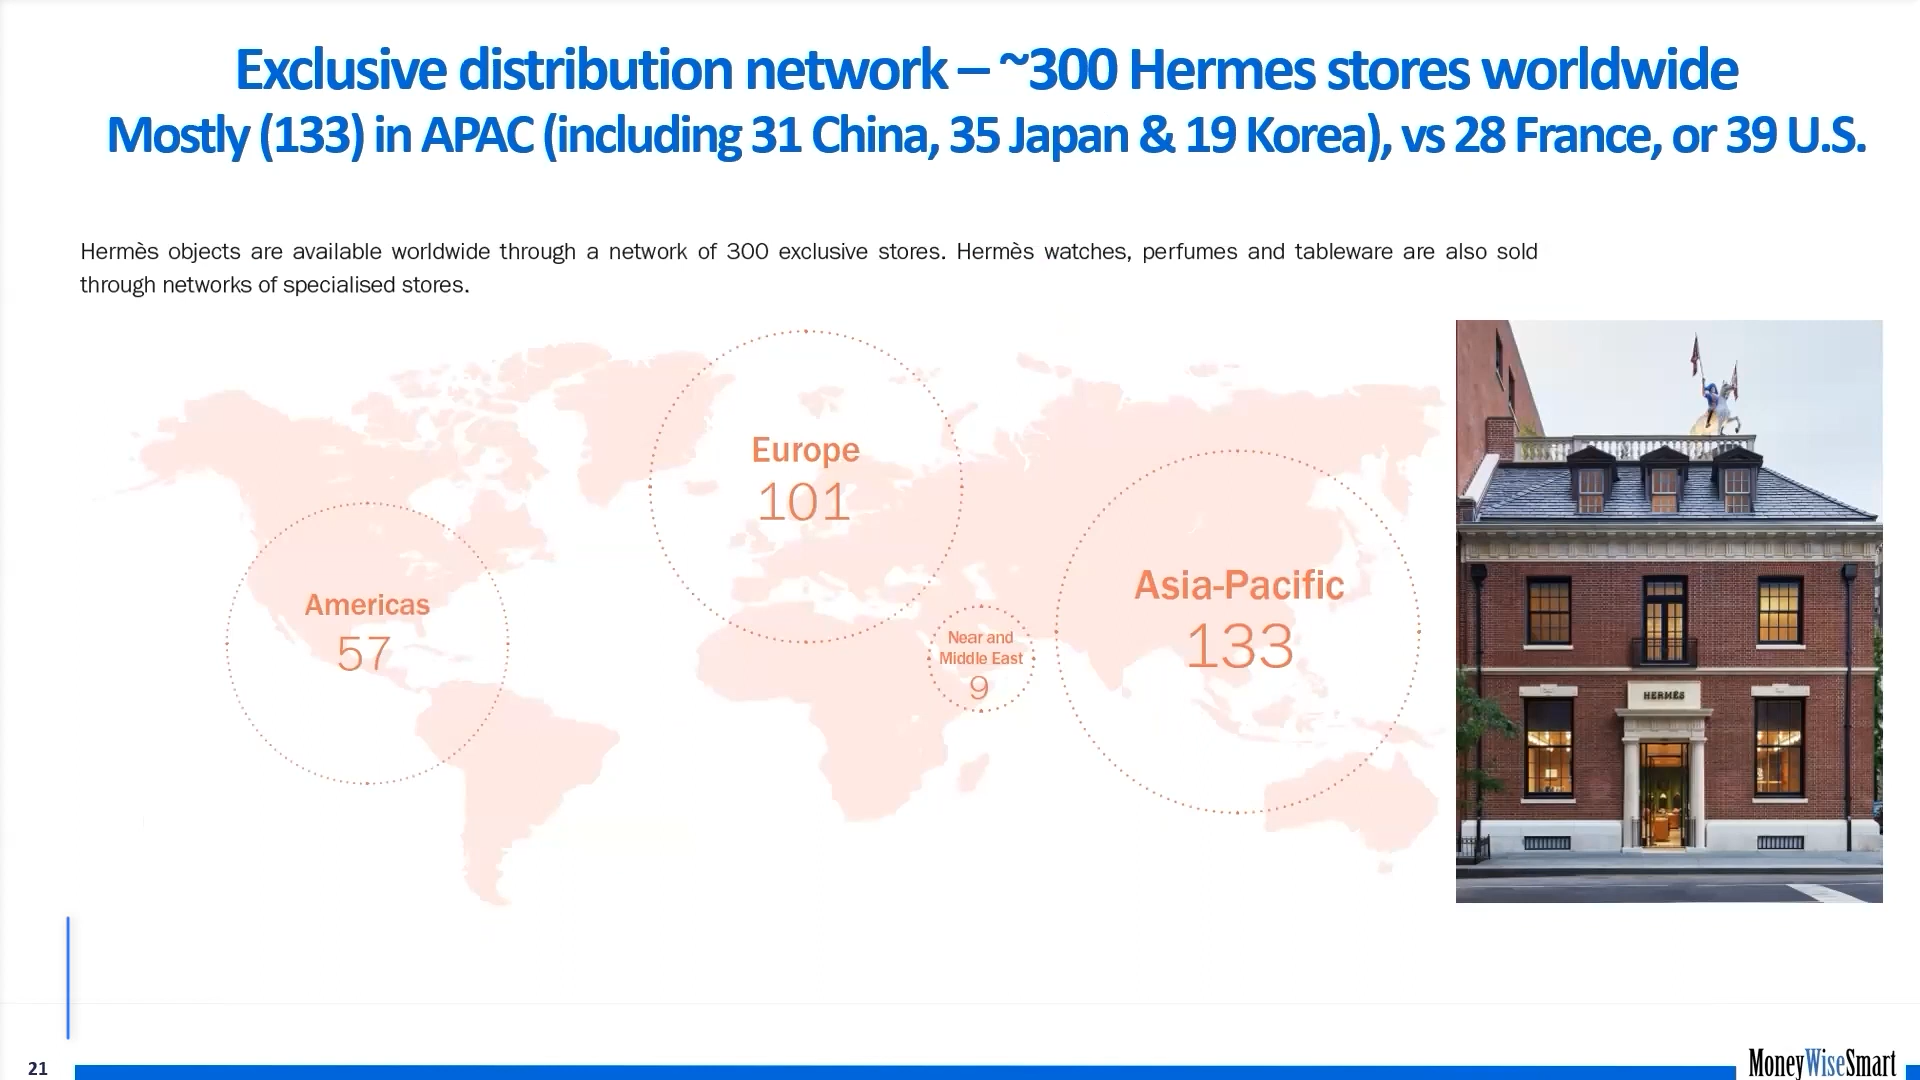 Exclusive distribution network – ~300 Hermes stores worldwide
Mostly (133) in APAC (including 31 China, 35 Japan & 19 Korea), vs 28 France, or 39 U.S.
Hermès objects are available worldwide through a network of 300 exclusive stores. Hermès watches, perfumes and tableware are also sold
through networks of specialised stores.
Europe
101
Americas
57
Near and
Middle East
9
Asia-Pacific
133
HERMÈS
21
MoneyWiseSmart